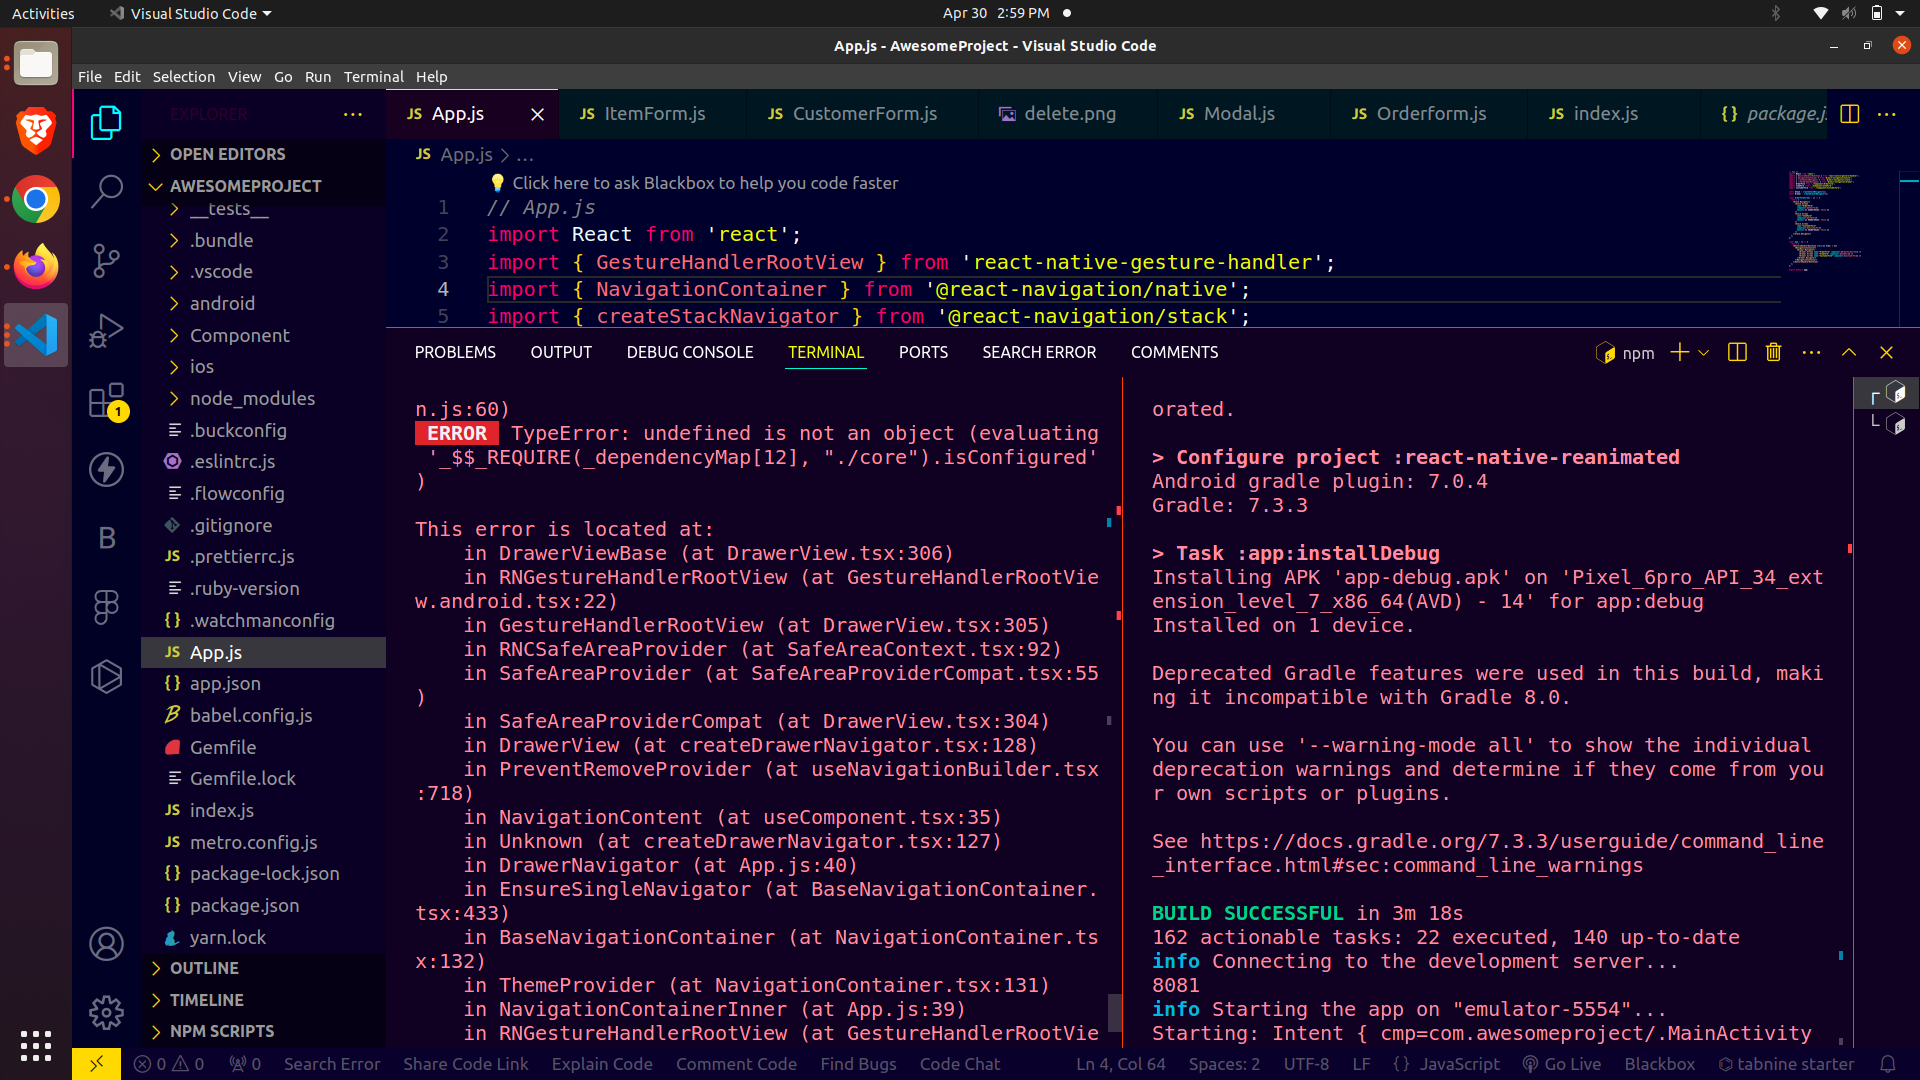 Activities
Visual Studio Code
Apr 30 2:59 PM
App.js - AwesomeProject - Visual Studio Code
File Edit Selection View Go Run Terminal Help
EXPLORER
OPEN EDITORS
AWESOMEPROJECT
__tests__
.bundle
.vscode
android
Component
ios
node_modules
.buckconfig
.eslintrc.js
.flowconfig
.gitignore
JS .prettierrc.js
.ruby-version
{} .watchmanconfig
JS App.js
{} app.json
babel.config.js
Gemfile
Gemfile.lock
JS index.js
JS metro.config.js
{} package-lock.json
{} package.json
yarn.lock
OUTLINE
TIMELINE
NPM SCRIPTS
1
B
JS App.js
JS ItemForm.js
JS CustomerForm.js
delete.png
JS Modal.js
JS Orderform.js
JS index.js
{} package.js
JS App.js > ...
Click here to ask Blackbox to help you code faster
1 // App.js
2 import React from 'react';
3 import { GestureHandlerRootView } from 'react-native-gesture-handler';
4 import { NavigationContainer } from '@react-navigation/native';
5 import { createStackNavigator } from '@react-navigation/stack';
PROBLEMS OUTPUT DEBUG CONSOLE TERMINAL PORTS SEARCH ERROR COMMENTS
npm
n.js:60)
ERROR TypeError: undefined is not an object (evaluating
'_$$_REQUIRE(_dependencyMap[12], "./core").isConfigured'
)
This error is located at:
in DrawerViewBase (at DrawerView.tsx:306)
in RNGestureHandlerRootView (at GestureHandlerRootVie
w.android.tsx:22)
in GestureHandlerRootView (at DrawerView.tsx:305)
in RNCSafeAreaProvider (at SafeAreaContext.tsx:92)
in SafeAreaProvider (at SafeAreaProviderCompat.tsx:55
)
in SafeAreaProviderCompat (at DrawerView.tsx:304)
in DrawerView (at createDrawerNavigator.tsx:128)
in PreventRemoveProvider (at useNavigationBuilder.tsx
:718)
in NavigationContent (at useComponent.tsx:35)
in Unknown (at createDrawerNavigator.tsx:127)
in DrawerNavigator (at App.js:40)
in EnsureSingleNavigator (at BaseNavigationContainer.
tsx:433)
in BaseNavigationContainer (at NavigationContainer.ts
x:132)
in ThemeProvider (at NavigationContainer.tsx:131)
in NavigationContainerInner (at App.js:39)
in RNGestureHandlerRootView (at GestureHandlerRootVie
orated.
> Configure project :react-native-reanimated
Android gradle plugin: 7.0.4
Gradle: 7.3.3
> Task :app:installDebug
Installing APK 'app-debug.apk' on 'Pixel_6pro_API_34_ext
ension_level_7_x86_64(AVD) - 14' for app:debug
Installed on 1 device.
Deprecated Gradle features were used in this build, maki
ng it incompatible with Gradle 8.0.
You can use '--warning-mode all' to show the individual
deprecation warnings and determine if they come from you
r own scripts or plugins.
See https://docs.gradle.org/7.3.3/userguide/command_line
_interface.html#sec:command_line_warnings
BUILD SUCCESSFUL in 3m 18s
162 actionable tasks: 22 executed, 140 up-to-date
info Connecting to the development server...
8081
info Starting the app on "emulator-5554"...
Starting: Intent { cmp=com.awesomeproject/.MainActivity
0 0 0 Search Error Share Code Link Explain Code Comment Code Find Bugs Code Chat Ln 4, Col 64 Spaces: 2 UTF-8 LF {} JavaScript Go Live Blackbox tabnine starter